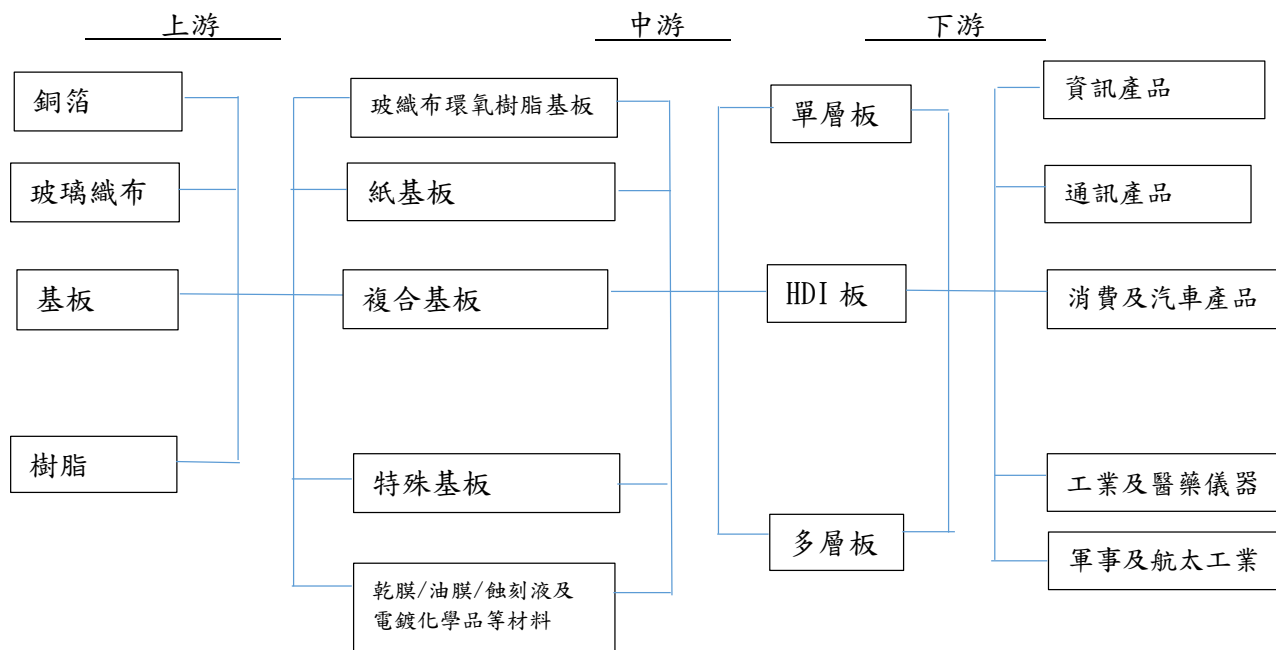 上游
中游
下游
銅箔
玻璃織布
基板
樹脂
玻織布環氧樹脂基板
紙基板
複合基板
特殊基板
乾膜/油膜/蝕刻液及
電鍍化學品等材料
單層板
HDI 板
多層板
資訊產品
通訊產品
消費及汽車產品
工業及醫藥儀器
軍事及航太工業